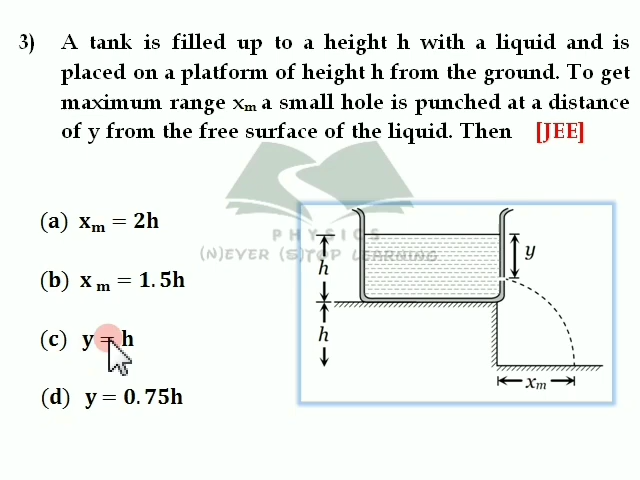 3) A tank is filled up to a height h with a liquid and is
placed on a platform of height h from the ground. To get
maximum range xₘ a small hole is punched at a distance
of y from the free surface of the liquid. Then [JEE]
PHYSICS
(N)EVER (S)TOP LEARNING
(a) xₘ = 2h
(b) x ₘ = 1.5h
(c) y = h
(d) y = 0.75h
h
y
h
xₘ